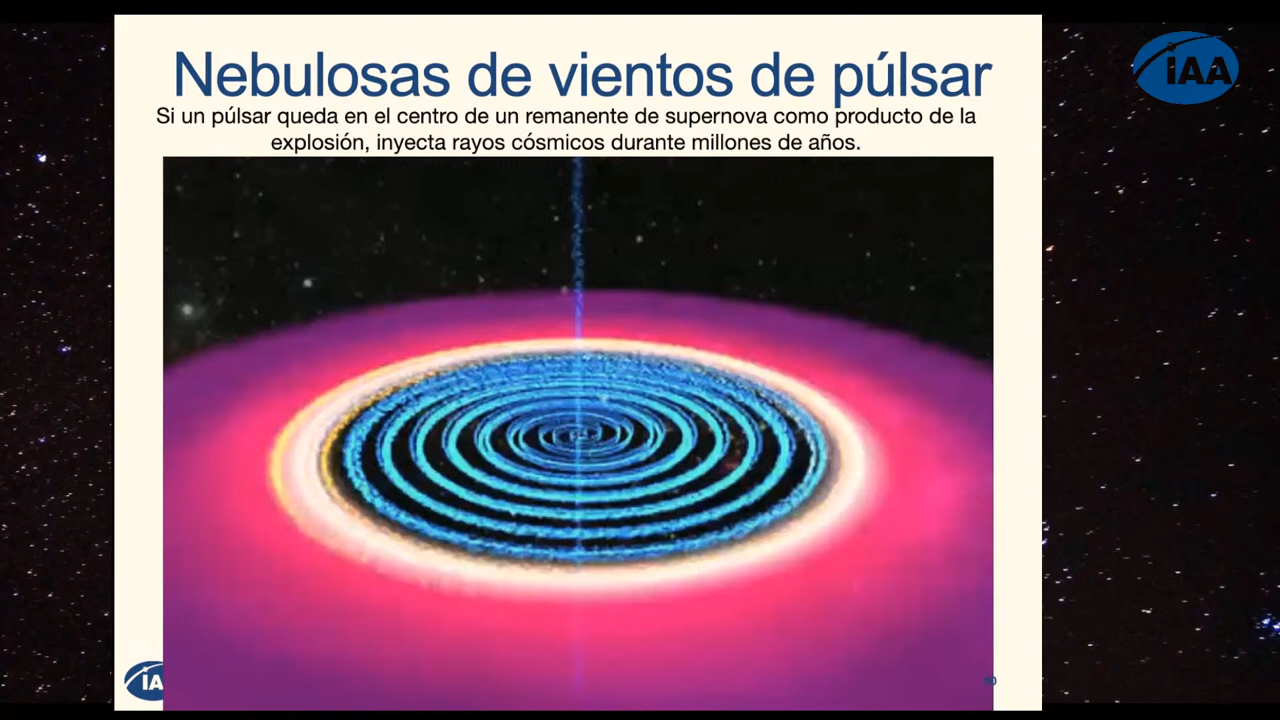 Nebulosas de vientos de púlsar
iAA
Si un púlsar queda en el centro de un remanente de supernova como producto de la
explosión, inyecta rayos cósmicos durante millones de años.
iA